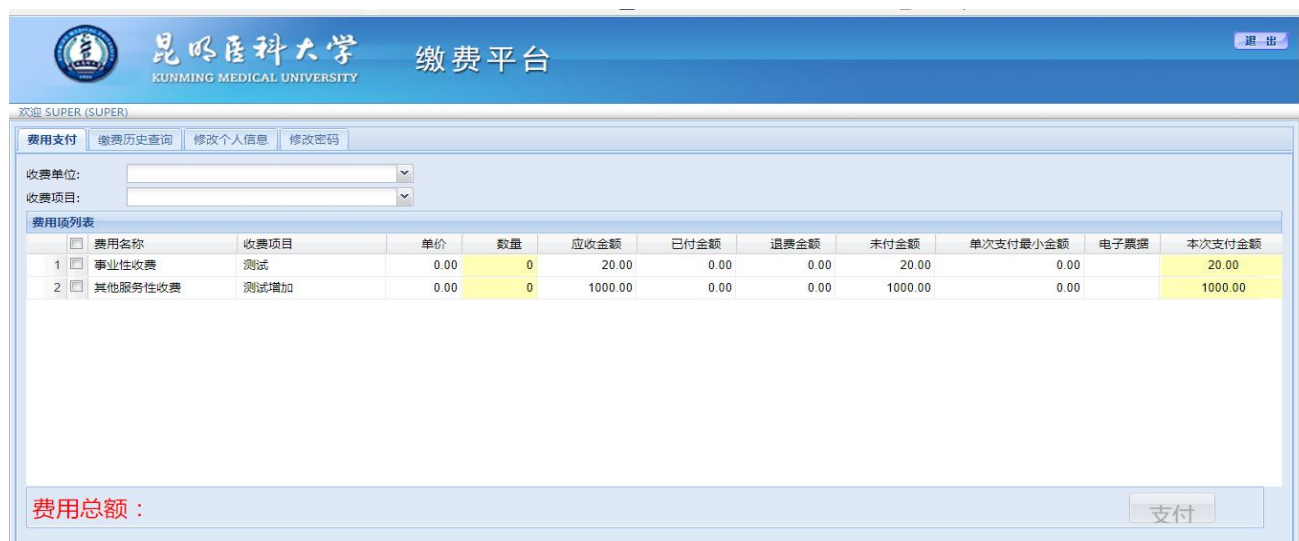 昆明医科大学 缴费平台 退 出
KUNMING MEDICAL UNIVERSITY
欢迎 SUPER (SUPER)
费用支付 缴费历史查询 修改个人信息 修改密码
收费单位:
收费项目:
费用项列表
费用名称 收费项目 单价 数量 应收金额 已付金额 退费金额 未付金额 单次支付最小金额 电子票据 本次支付金额
1 事业性收费 测试 0.00 0 20.00 0.00 0.00 20.00 0.00 20.00
2 其他服务性收费 测试增加 0.00 0 1000.00 0.00 0.00 1000.00 0.00 1000.00
费用总额： 支付